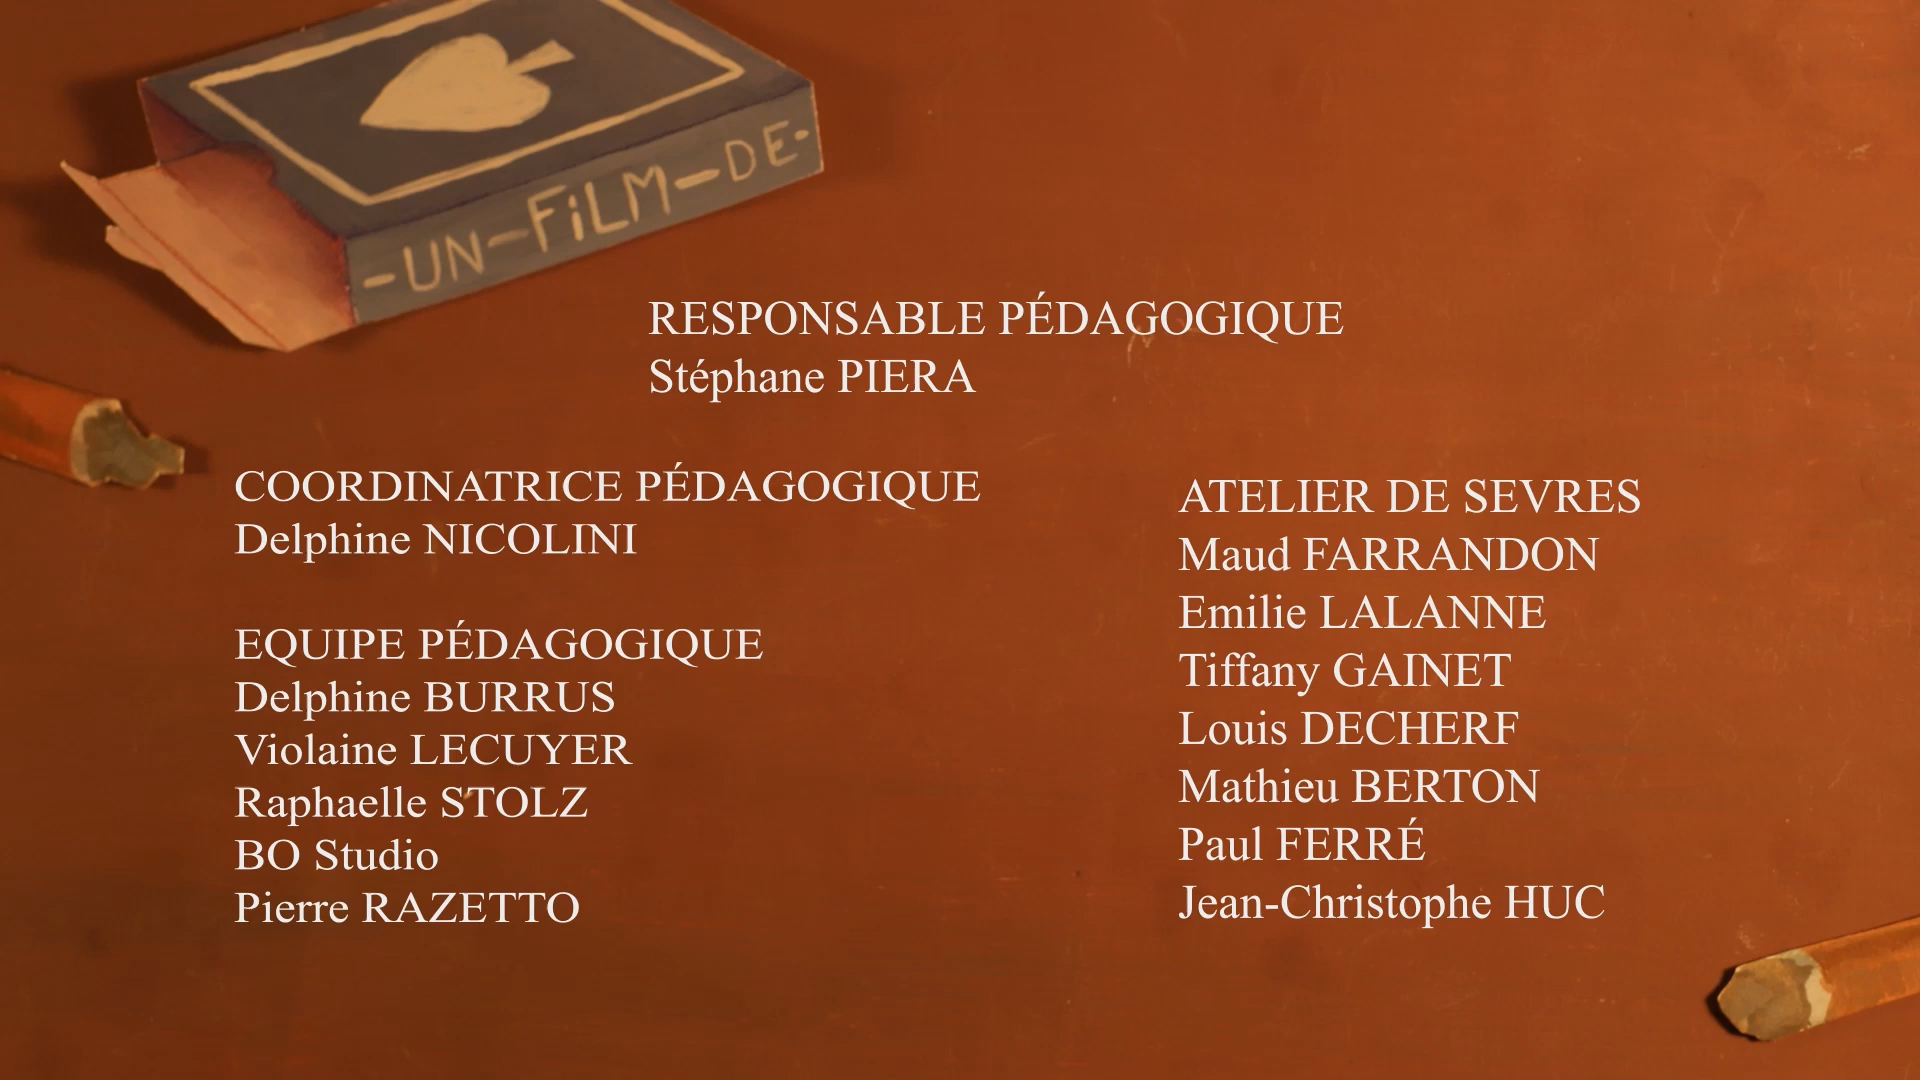 -UN-FiLM-DE-
RESPONSABLE PÉDAGOGIQUE
Stéphane PIERA
COORDINATRICE PÉDAGOGIQUE
Delphine NICOLINI
EQUIPE PÉDAGOGIQUE
Delphine BURRUS
Violaine LECUYER
Raphaelle STOLZ
BO Studio
Pierre RAZETTO
ATELIER DE SEVRES
Maud FARRANDON
Emilie LALANNE
Tiffany GAINET
Louis DECHERF
Mathieu BERTON
Paul FERRÉ
Jean-Christophe HUC